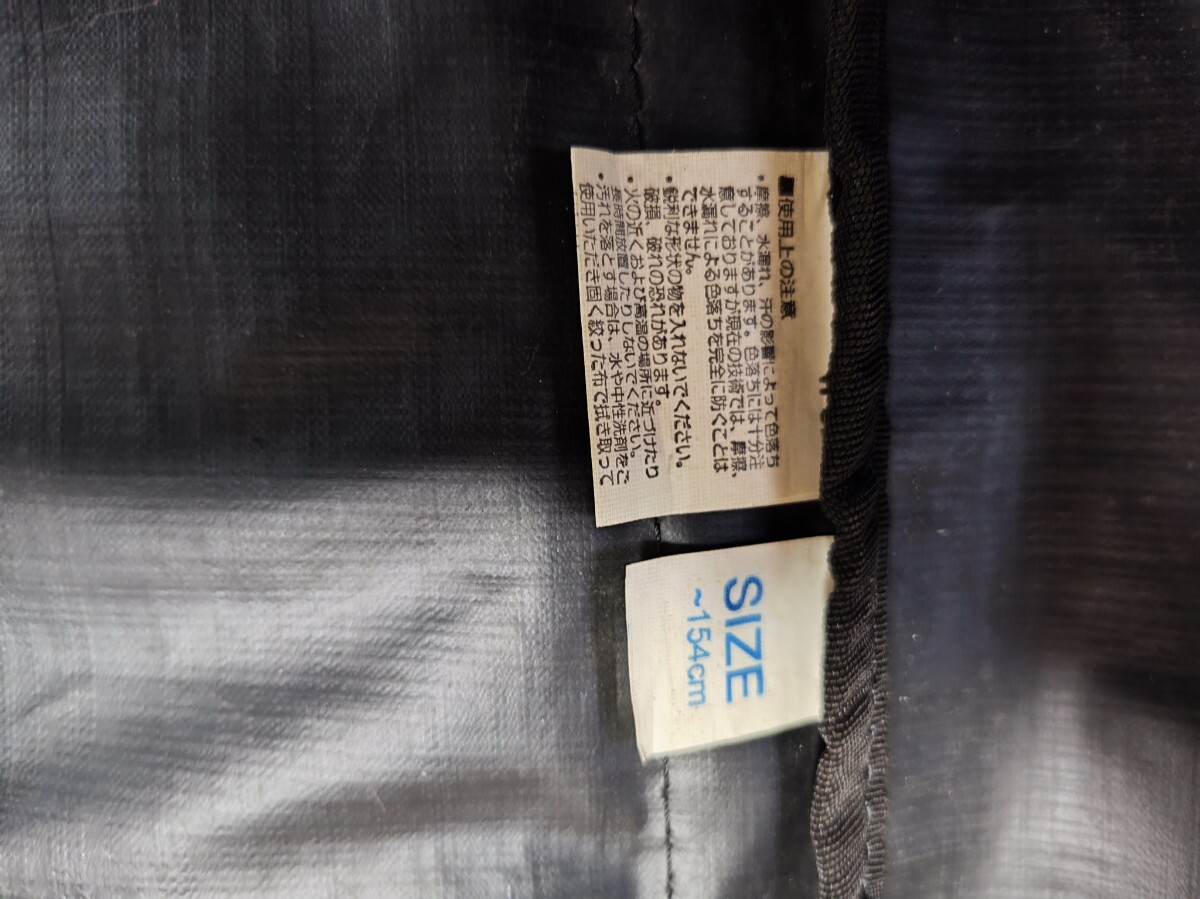 ■使用上の注意
・摩擦、水漏れ、汗の影響によって色落ち
することがあります。色落ちには十分注
意しておりますが現在の技術では、摩擦、
水漏れによる色落ちを完全に防ぐことは
できません。
・鋭利な形状の物を入れないでください。
破損、破れの恐れがあります。
・火の近くおよび高温の場所に近づけたり
長時間放置したりしないでください。
・汚れを落とす場合は、水や中性洗剤をご
使用いただき固く絞った布で拭き取って
SIZE
~154cm